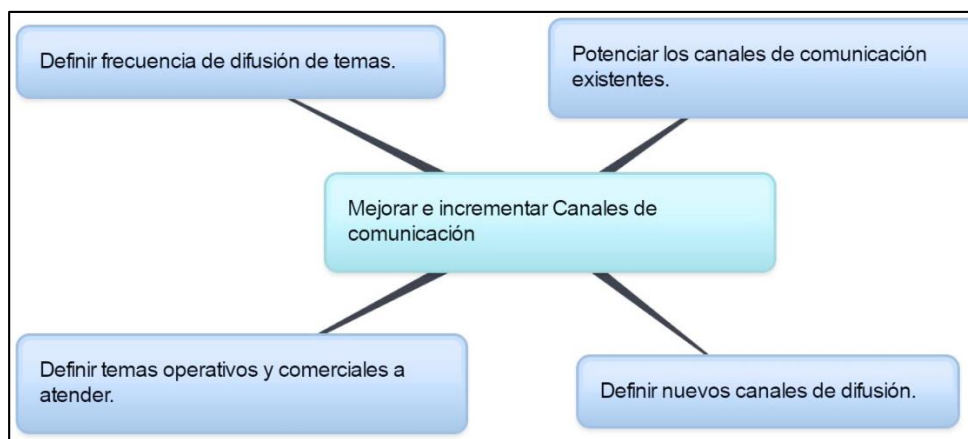 Definir frecuencia de difusión de temas.
Potenciar los canales de comunicación
existentes.
Mejorar e incrementar Canales de
comunicación
Definir temas operativos y comerciales a
atender.
Definir nuevos canales de difusión.